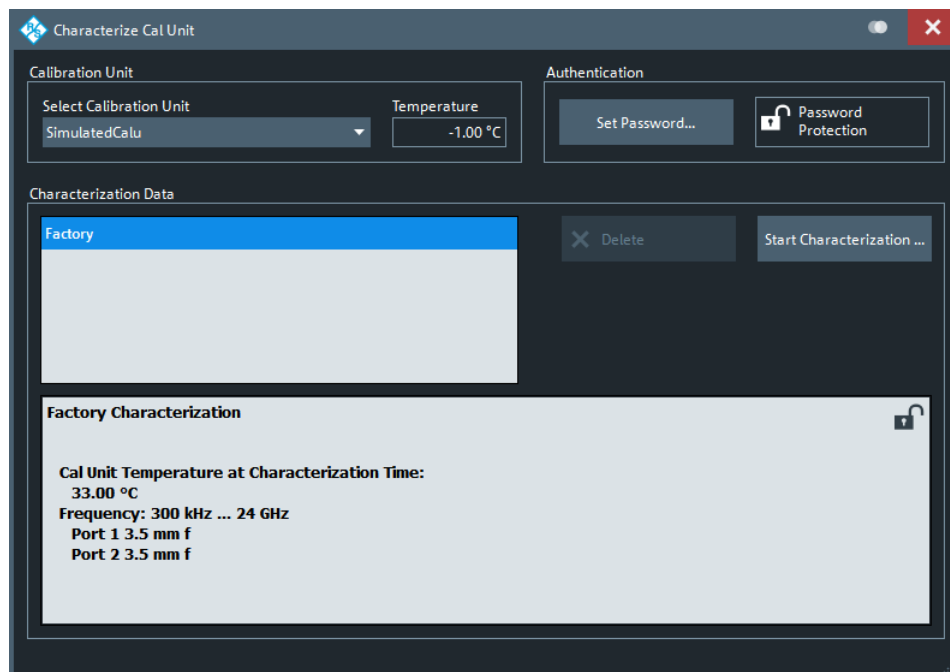 R&S Characterize Cal Unit
Calibration Unit
Select Calibration Unit
Temperature
SimulatedCalu
-1.00 °C
Authentication
Set Password...
Password
Protection
Characterization Data
Factory
Delete
Start Characterization ...
Factory Characterization
Cal Unit Temperature at Characterization Time:
33.00 °C
Frequency: 300 kHz ... 24 GHz
Port 1 3.5 mm f
Port 2 3.5 mm f